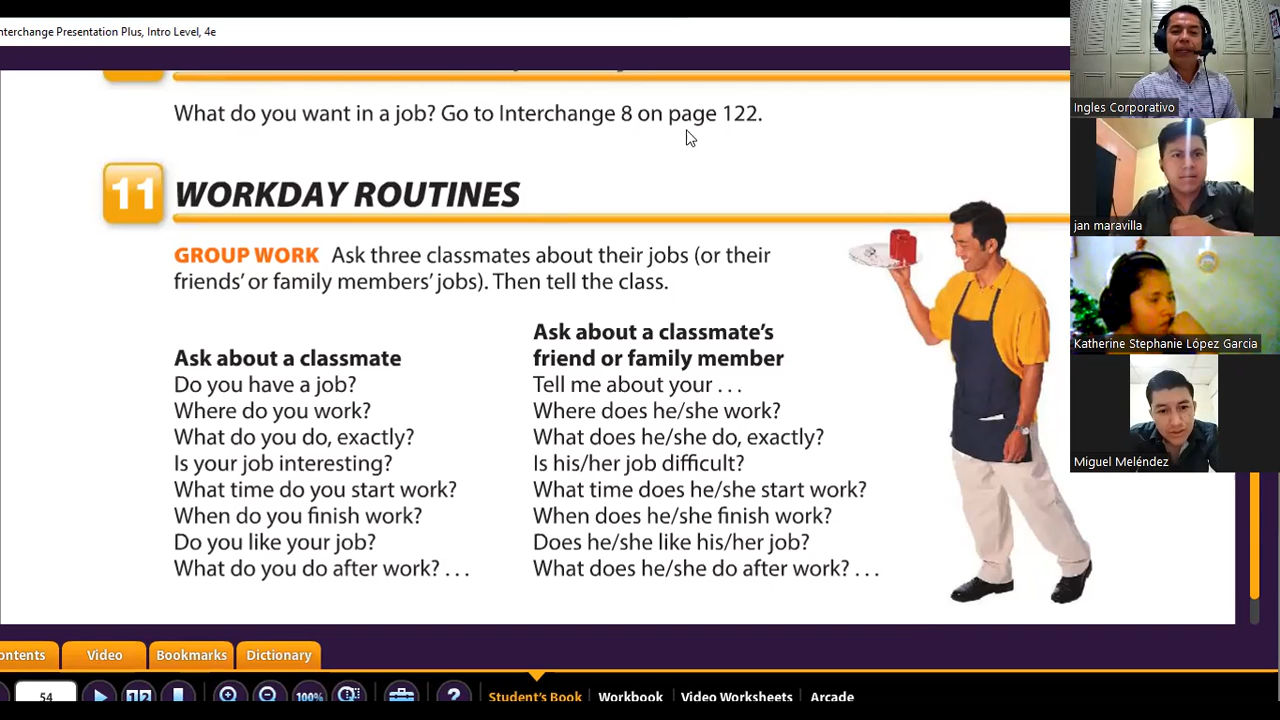 nterchange Presentation Plus, Intro Level, 4e
What do you want in a job? Go to Interchange 8 on page 122.
11 WORKDAY ROUTINES
GROUP WORK Ask three classmates about their jobs (or their
friends' or family members' jobs). Then tell the class.
Ask about a classmate
Do you have a job?
Where do you work?
What do you do, exactly?
Is your job interesting?
What time do you start work?
When do you finish work?
Do you like your job?
What do you do after work? . . .
Ask about a classmate's
friend or family member
Tell me about your . . .
Where does he/she work?
What does he/she do, exactly?
Is his/her job difficult?
What time does he/she start work?
When does he/she finish work?
Does he/she like his/her job?
What does he/she do after work? . . .
Ingles Corporativo
jan maravilla
Katherine Stephanie López Garcia
Miguel Meléndez
ontents Video Bookmarks Dictionary
54 12 100% ? Student's Book Workbook Video Worksheets Arcade